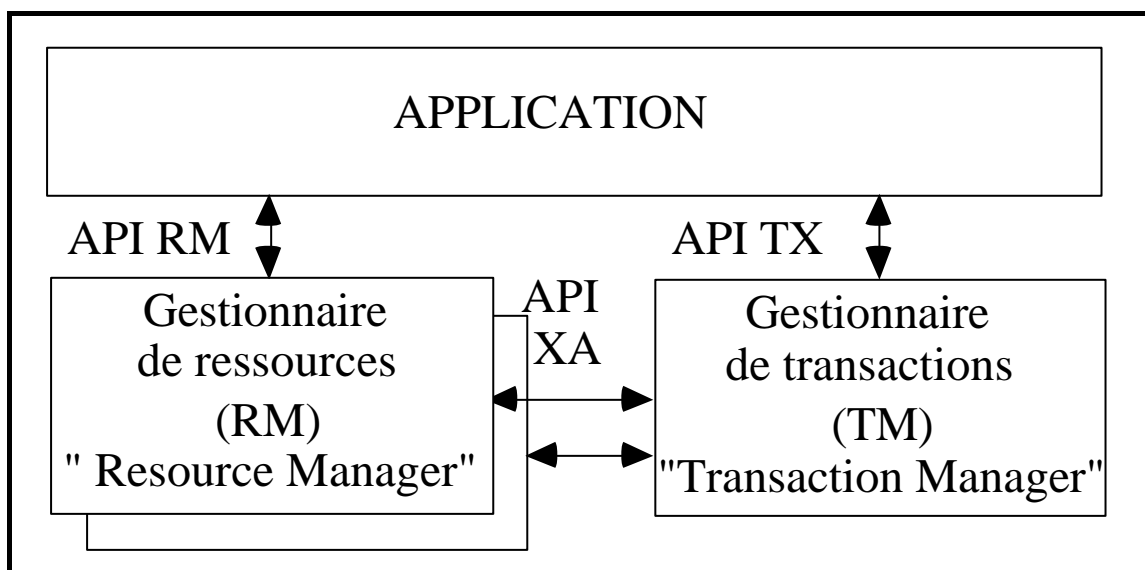 APPLICATION
API RM
API TX
Gestionnaire
de ressources
(RM)
" Resource Manager"
API
XA
Gestionnaire
de transactions
(TM)
"Transaction Manager"